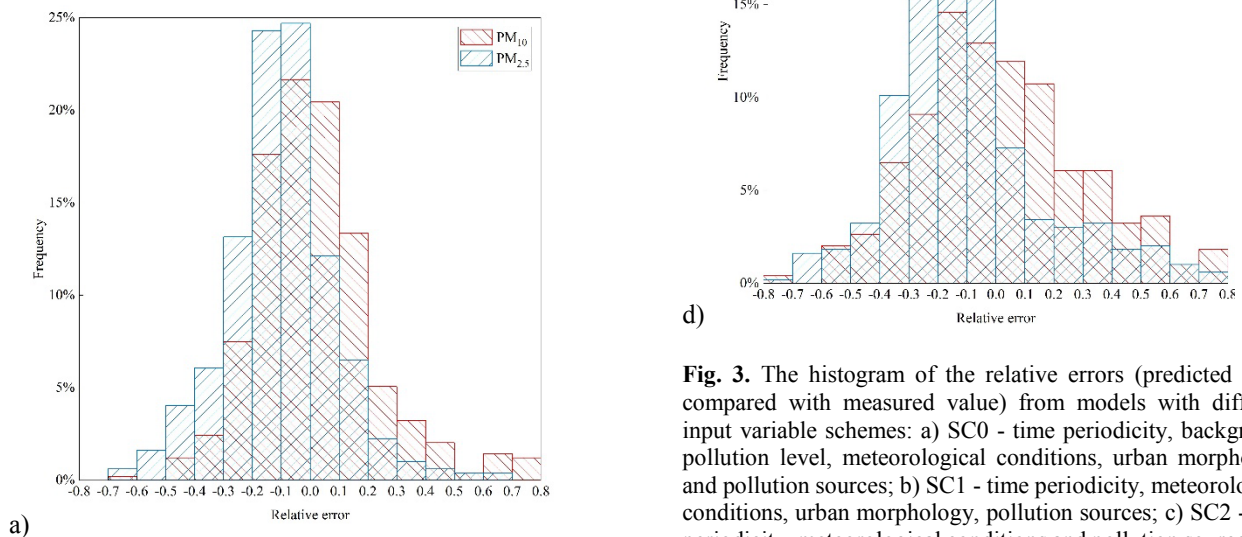 25%
20%
15%
10%
5%
0%
Frequency
PM10
PM2.5
-0.8 -0.7 -0.6 -0.5 -0.4 -0.3 -0.2 -0.1 0.0 0.1 0.2 0.3 0.4 0.5 0.6 0.7 0.8
Relative error
a)
15%
10%
5%
0%
Frequency
-0.8 -0.7 -0.6 -0.5 -0.4 -0.3 -0.2 -0.1 0.0 0.1 0.2 0.3 0.4 0.5 0.6 0.7 0.8
Relative error
d)
Fig. 3. The histogram of the relative errors (predicted
compared with measured value) from models with diff
input variable schemes: a) SC0 - time periodicity, backgr
pollution level, meteorological conditions, urban morpho
and pollution sources; b) SC1 - time periodicity, meteorolo
conditions, urban morphology, pollution sources; c) SC2 -